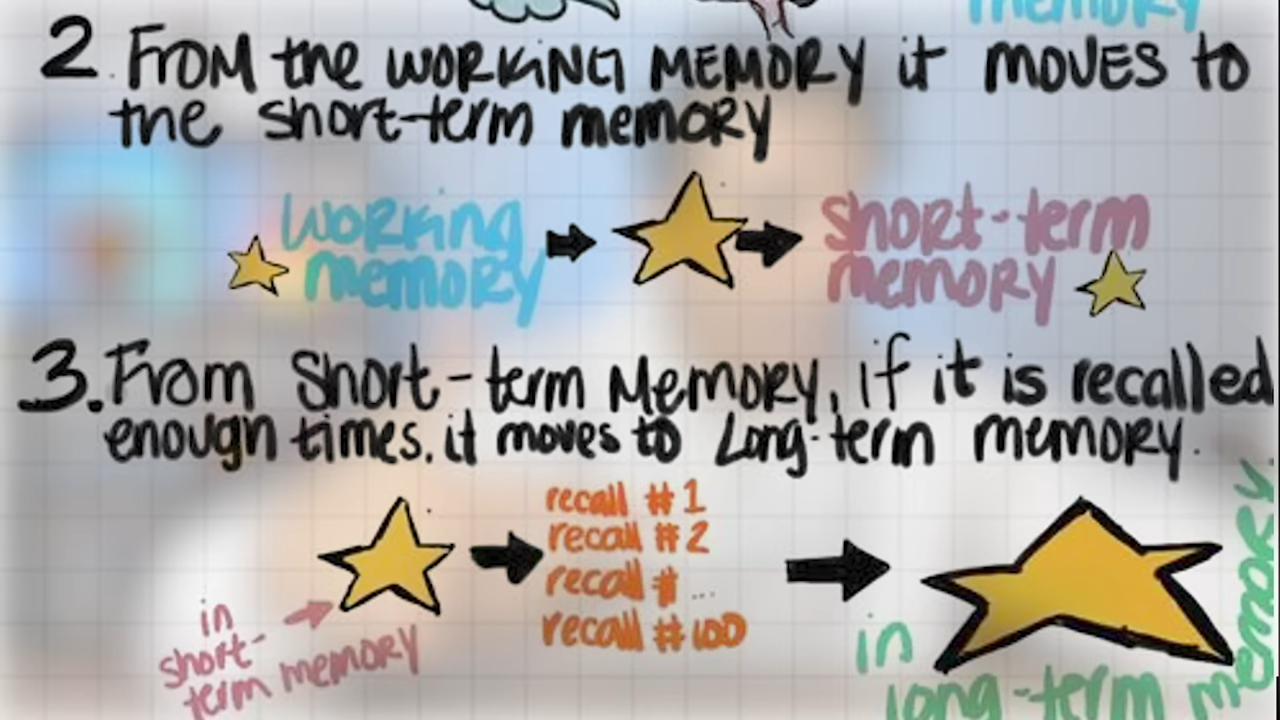 memory
2. FROM the WORKING MEMORY it MOVES to
the short-term memory
working
memory
short-term
memory
3. From Short-term Memory, if it is recalled
enough times, it moves to Long-term memory.
recall #1
recall #2
recall # ...
recall #100
in
short-
term memory
in
long-term memory.